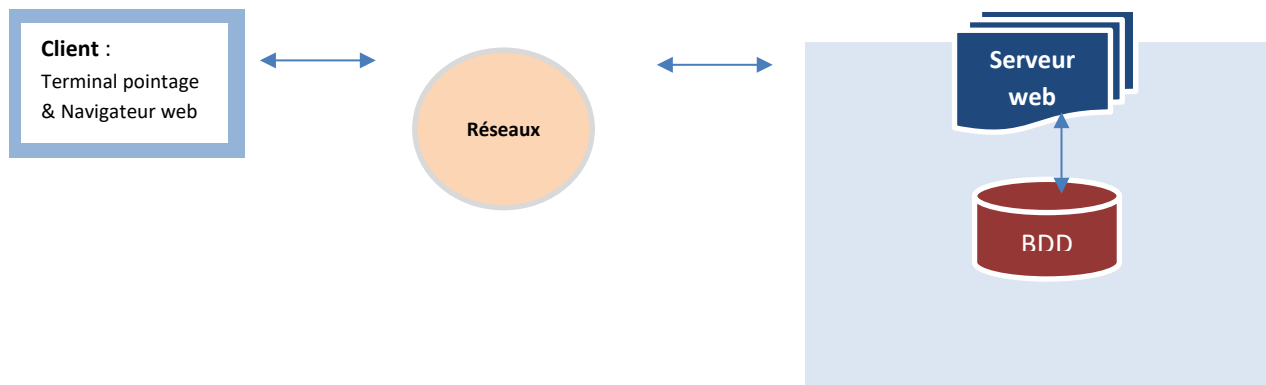 Client :
Terminal pointage
& Navigateur web
Réseaux
Serveur
web
BDD